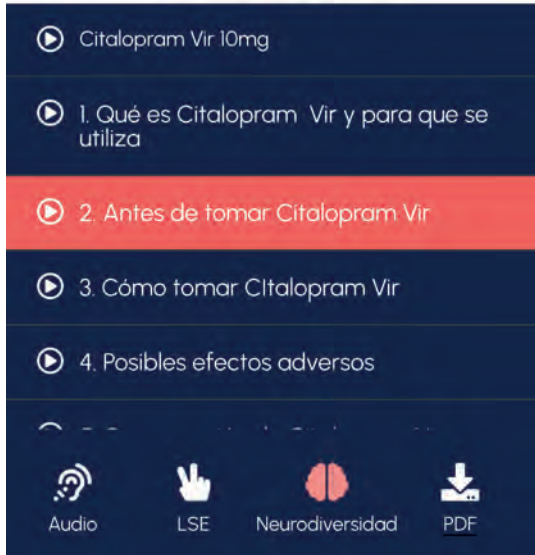 Citalopram Vir 10mg
1. Qué es Citalopram Vir y para que se
utiliza
2. Antes de tomar Citalopram Vir
3. Cómo tomar CItalopram Vir
4. Posibles efectos adversos
Audio LSE Neurodiversidad PDF